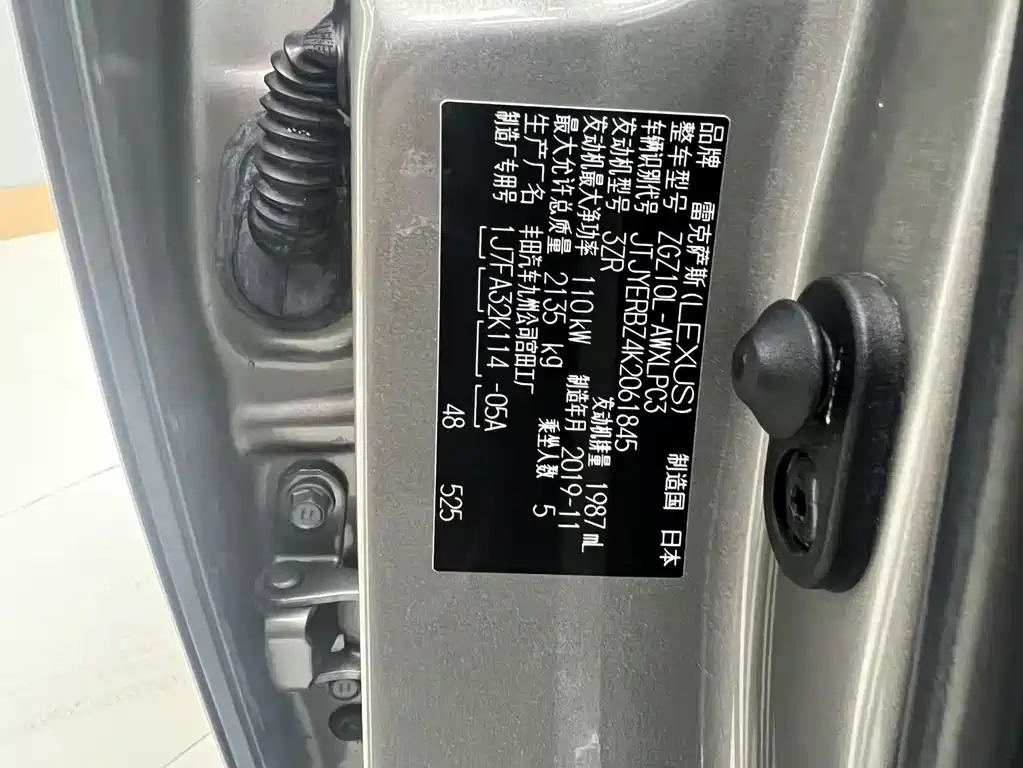 品牌 雷克萨斯(LEXUS) 制造国 日本
整车型号 ZGZ10L-AWXLPC3
车辆识别代号 JTJYERBZ4K2061845
发动机型号 3ZR 发动机排量 1987 mL
发动机最大净功率 110 kW 制造年月 2019-11
最大允许总质量 2135 kg 乘坐人数 5
生产厂名 丰田汽车九州公司宫田工厂
制造厂专用号 1J7FA32K114 -05A
48 525